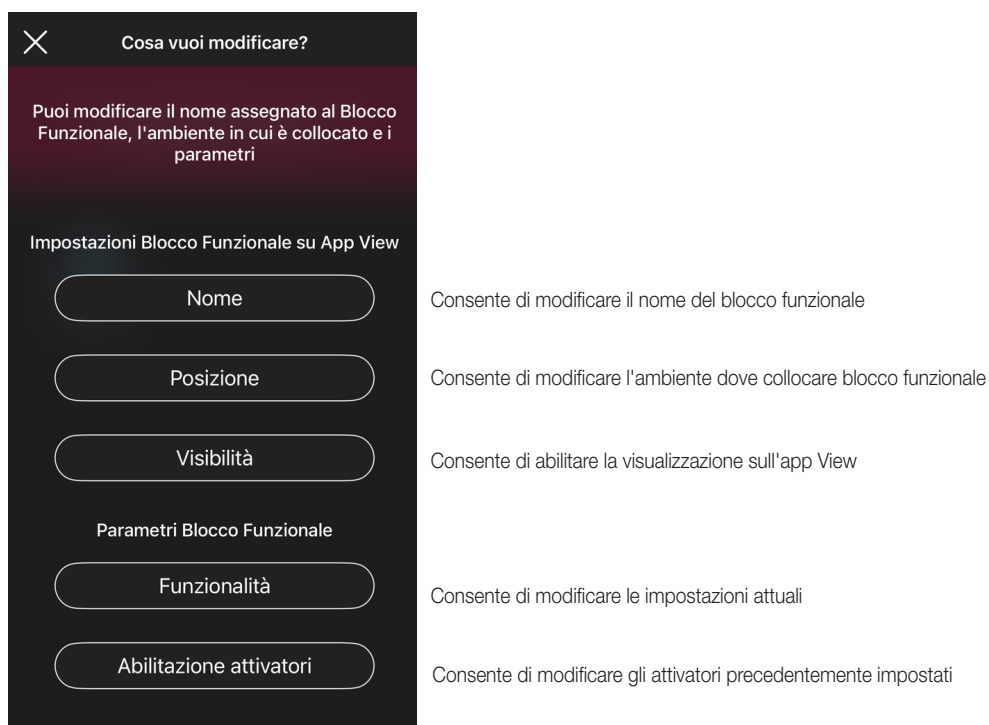 Cosa vuoi modificare?
Puoi modificare il nome assegnato al Blocco
Funzionale, l'ambiente in cui è collocato e i
parametri
Impostazioni Blocco Funzionale su App View
Nome
Consente di modificare il nome del blocco funzionale
Posizione
Consente di modificare l'ambiente dove collocare blocco funzionale
Visibilità
Consente di abilitare la visualizzazione sull'app View
Parametri Blocco Funzionale
Funzionalità
Consente di modificare le impostazioni attuali
Abilitazione attivatori
Consente di modificare gli attivatori precedentemente impostati